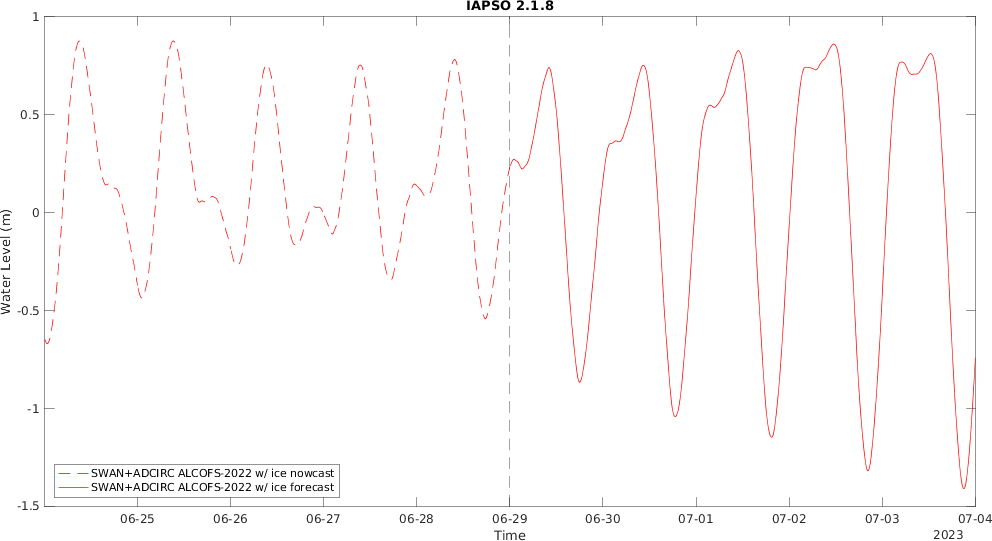 IAPSO 2.1.8
1
0.5
0
-0.5
-1
-1.5
Water Level (m)
SWAN+ADCIRC ALCOFS-2022 w/ ice nowcast
SWAN+ADCIRC ALCOFS-2022 w/ ice forecast
06-25 06-26 06-27 06-28 06-29 06-30 07-01 07-02 07-03 07-04
Time
2023